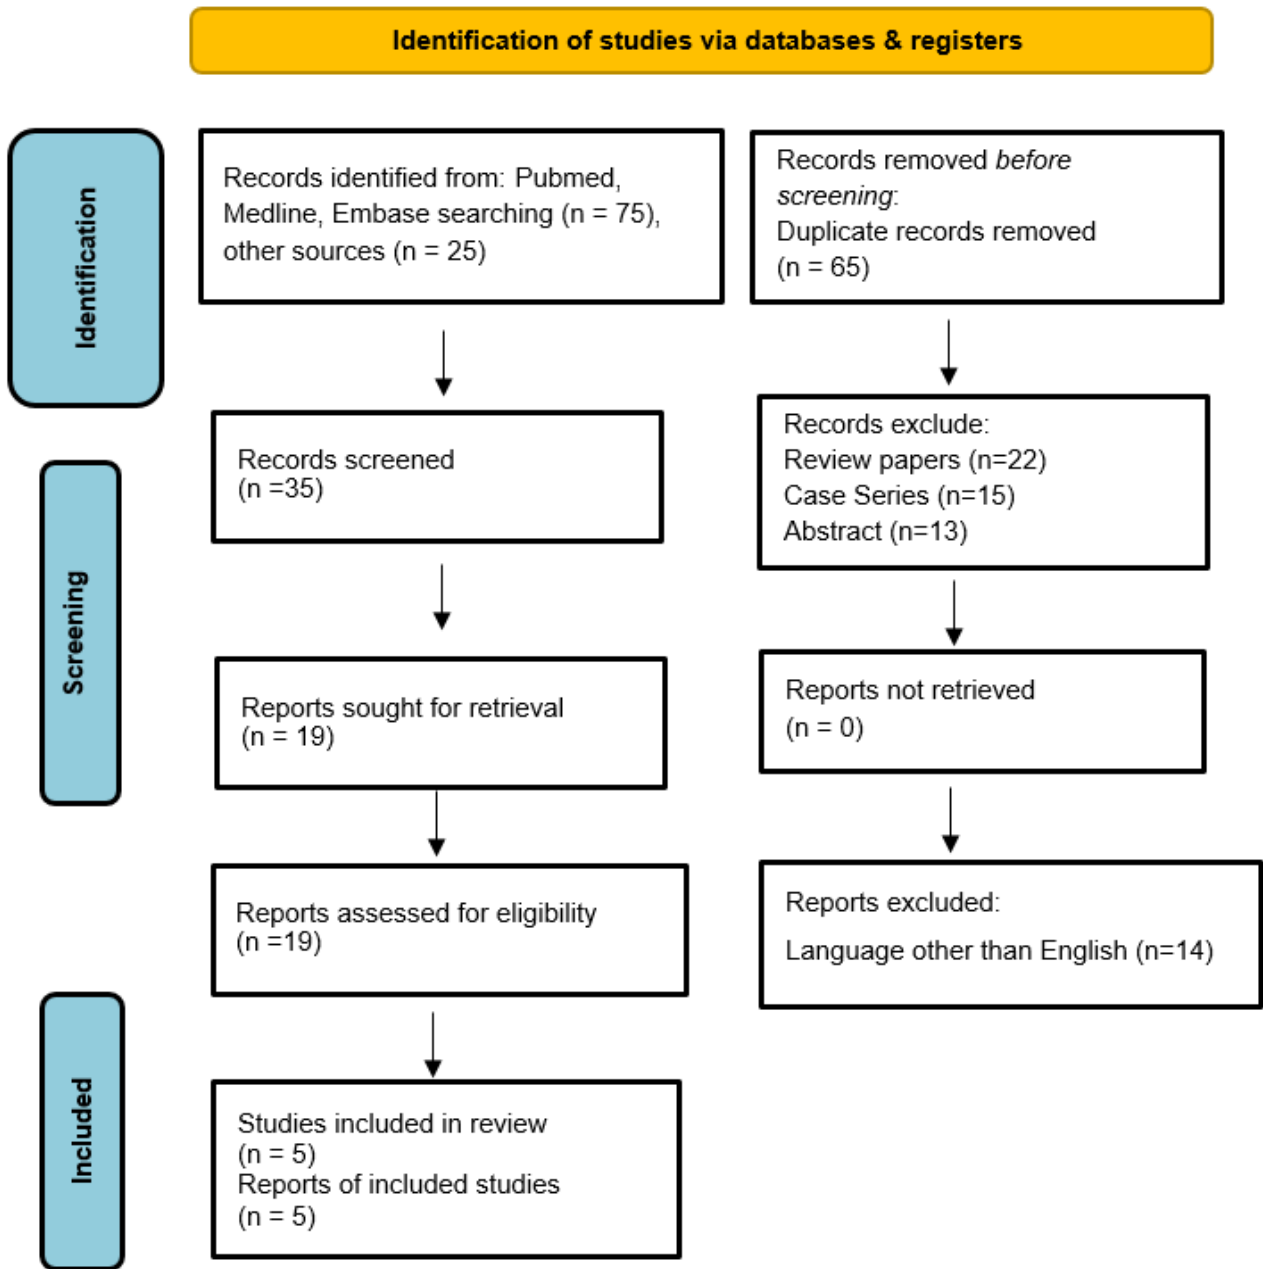 Identification of studies via databases & registers
Identification
Records identified from: Pubmed,
Medline, Embase searching (n = 75),
other sources (n = 25)
Records removed before
screening:
Duplicate records removed
(n = 65)
Screening
Records screened
(n =35)
Records exclude:
Review papers (n=22)
Case Series (n=15)
Abstract (n=13)
Reports sought for retrieval
(n = 19)
Reports not retrieved
(n = 0)
Reports assessed for eligibility
(n =19)
Reports excluded:
Language other than English (n=14)
Included
Studies included in review
(n = 5)
Reports of included studies
(n = 5)